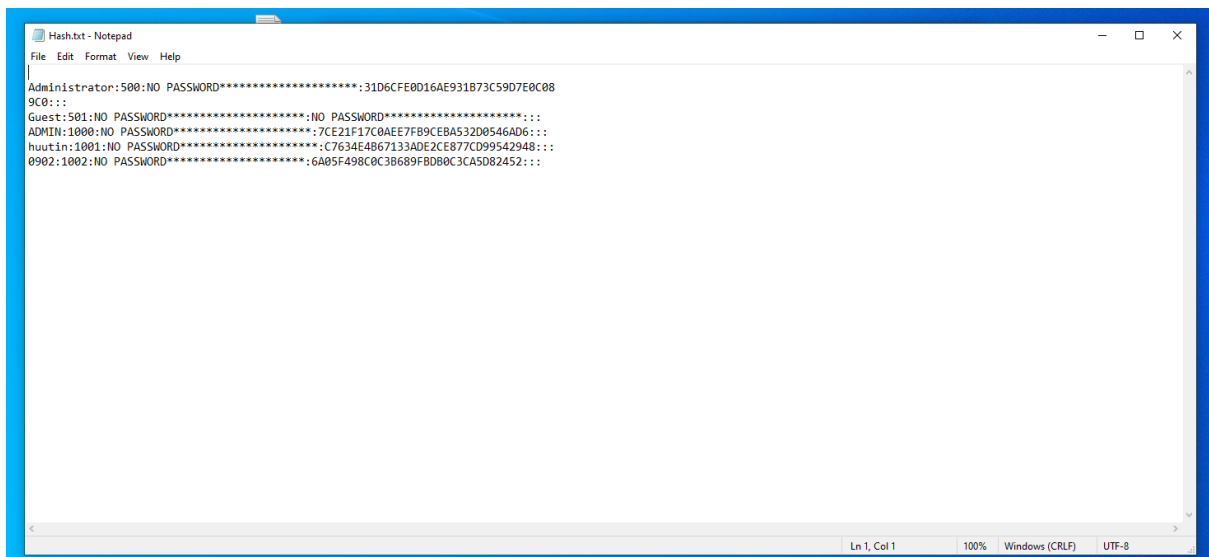 Hash.txt - Notepad
File Edit Format View Help
Administrator:500:NO PASSWORD*********************:31D6CFE0D16AE931B73C59D7E0C08
9C0:::
Guest:501:NO PASSWORD*********************:NO PASSWORD*********************:::
ADMIN:1000:NO PASSWORD*********************:7CE21F17C0AEE7FB9CEBA532D0546AD6:::
huutin:1001:NO PASSWORD*********************:C7634E4B67133ADE2CE877CD99542948:::
0902:1002:NO PASSWORD*********************:6A05F498C0C3B689FBDB0C3CA5D82452:::
Ln 1, Col 1 100% Windows (CRLF) UTF-8